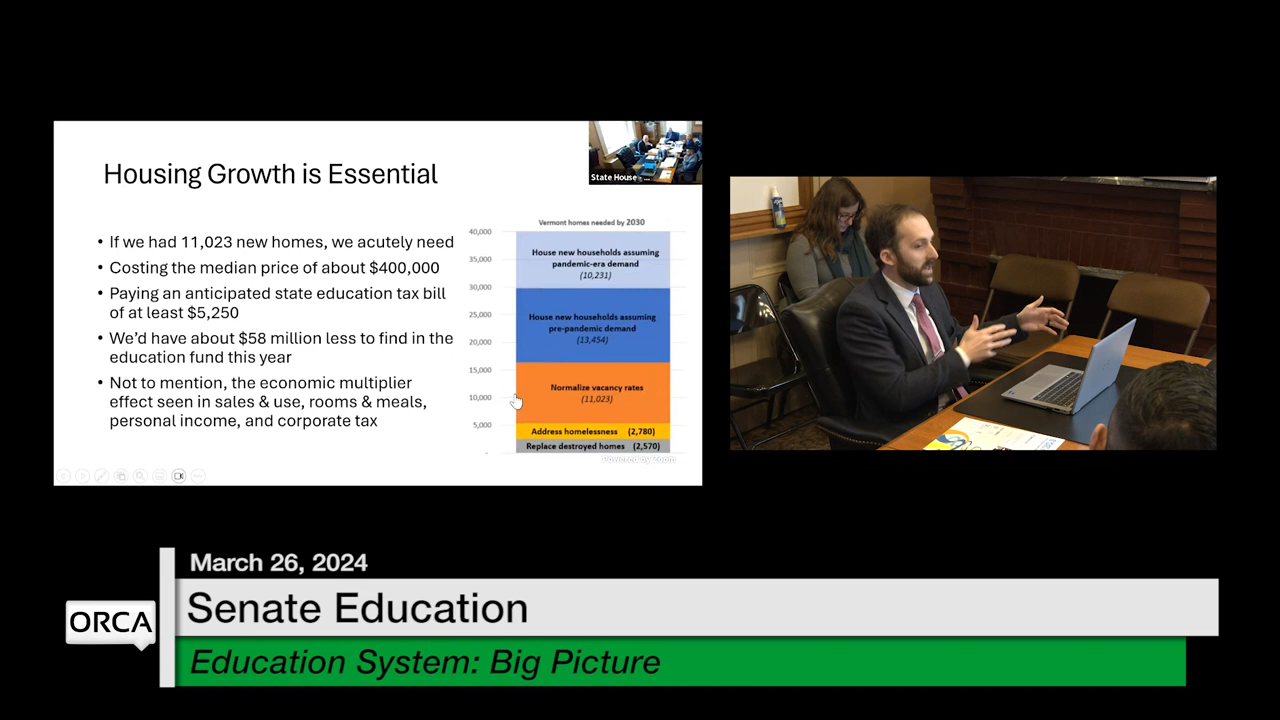 Housing Growth is Essential
State House - ...
• If we had 11,023 new homes, we acutely need
• Costing the median price of about $400,000
• Paying an anticipated state education tax bill
of at least $5,250
• We'd have about $58 million less to find in the
education fund this year
• Not to mention, the economic multiplier
effect seen in sales & use, rooms & meals,
personal income, and corporate tax
Vermont homes needed by 2030
40,000
35,000
30,000
25,000
20,000
15,000
10,000
5,000
-
House new households assuming
pandemic-era demand
(10,231)
House new households assuming
pre-pandemic demand
(13,454)
Normalize vacancy rates
(11,023)
Address homelessness (2,780)
Replace destroyed homes (2,570)
Powered by Zoom
March 26, 2024
ORCA
Senate Education
Education System: Big Picture